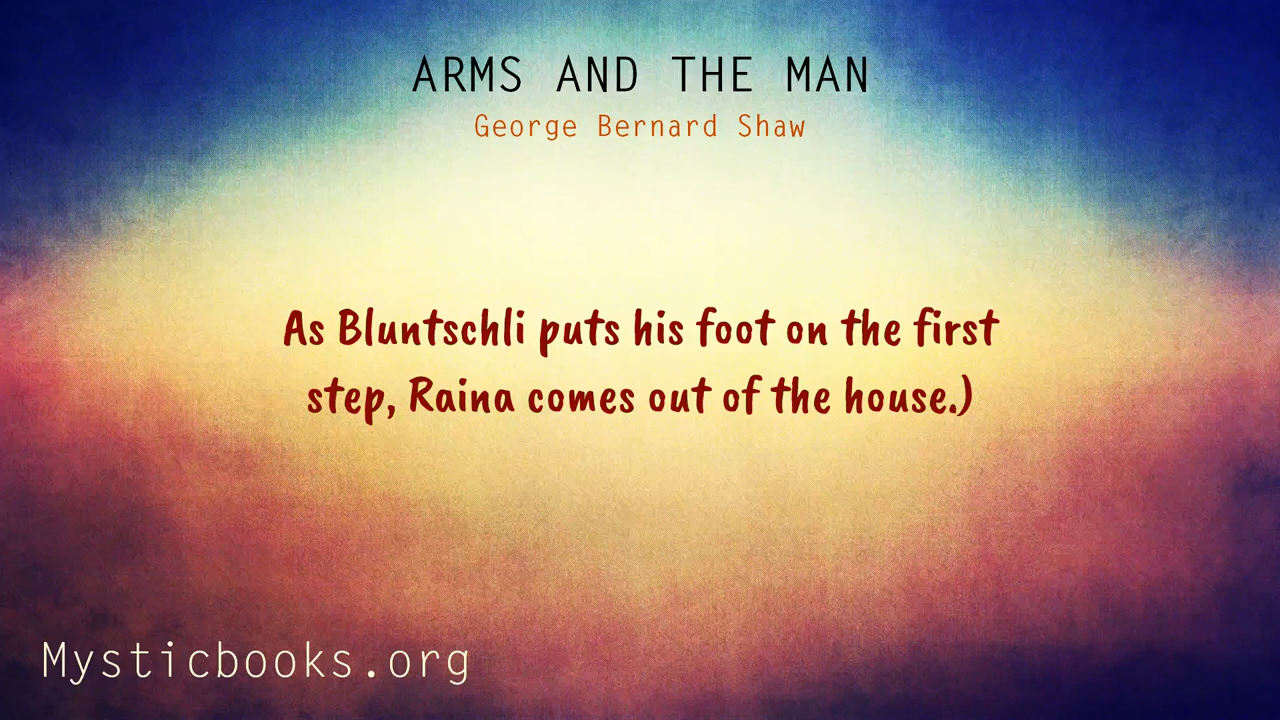 ARMS AND THE MAN
George Bernard Shaw
As Bluntschli puts his foot on the first
step, Raina comes out of the house.)
Mysticbooks.org